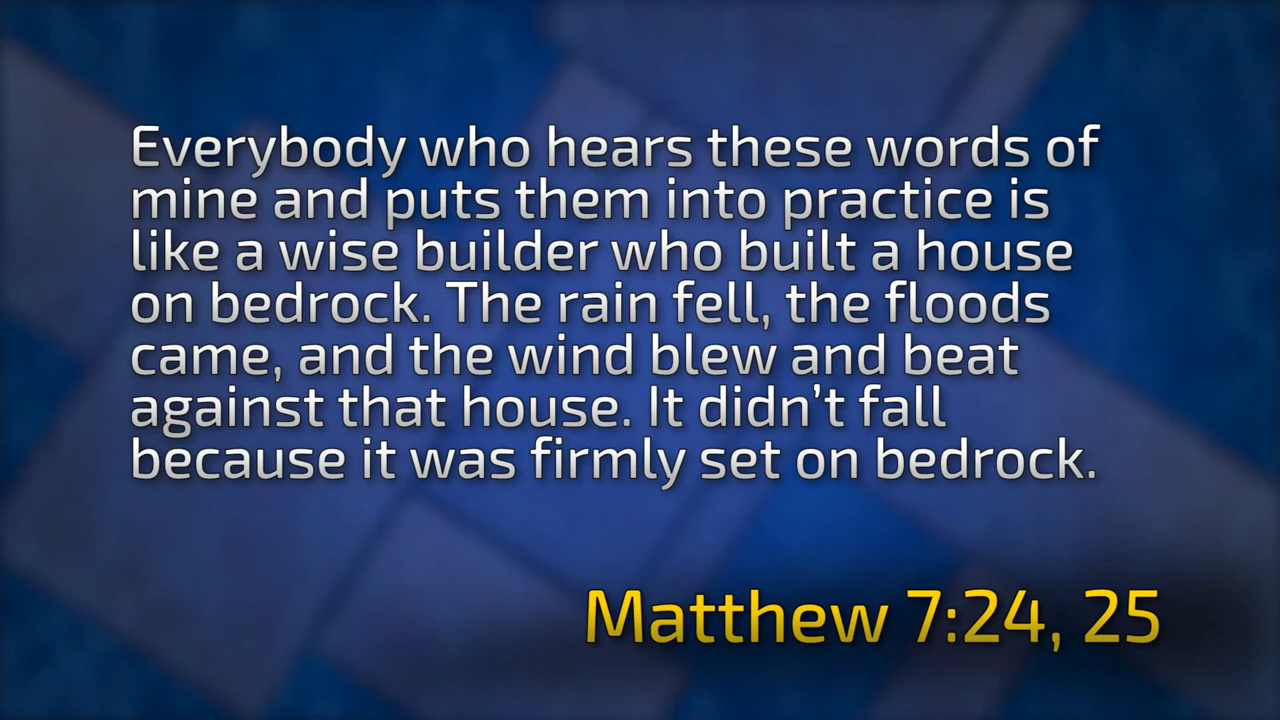 Everybody who hears these words of
mine and puts them into practice is
like a wise builder who built a house
on bedrock. The rain fell, the floods
came, and the wind blew and beat
against that house. It didn’t fall
because it was firmly set on bedrock.
Matthew 7:24, 25